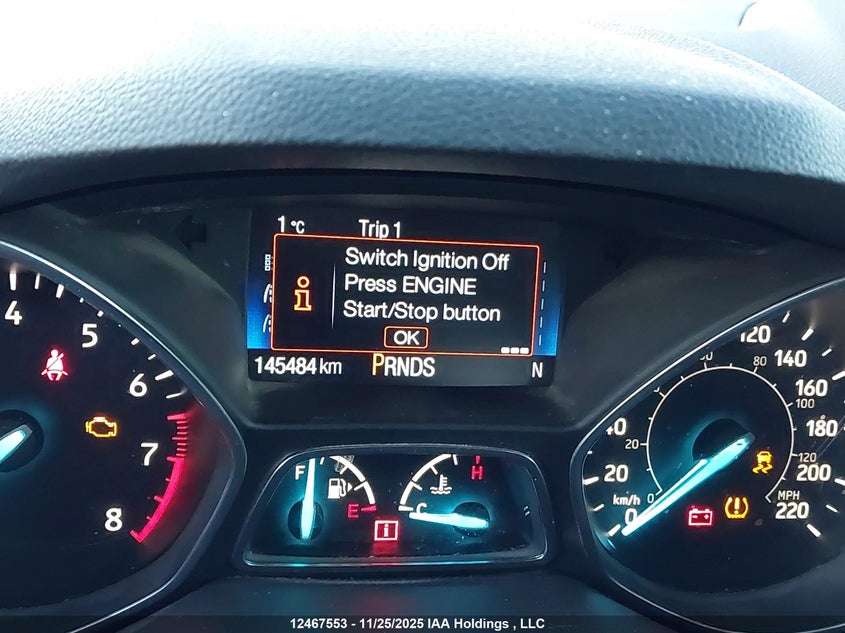 1 °C Trip 1
Switch Ignition Off
Press ENGINE
Start/Stop button
OK
145484 km PRNDS N
4
5
6
7
8
F
E
i
C
H
0
20
40
120
140
160
180
200
220
km/h
0
20
80
100
120
MPH
12467553 - 11/25/2025 IAA Holdings , LLC